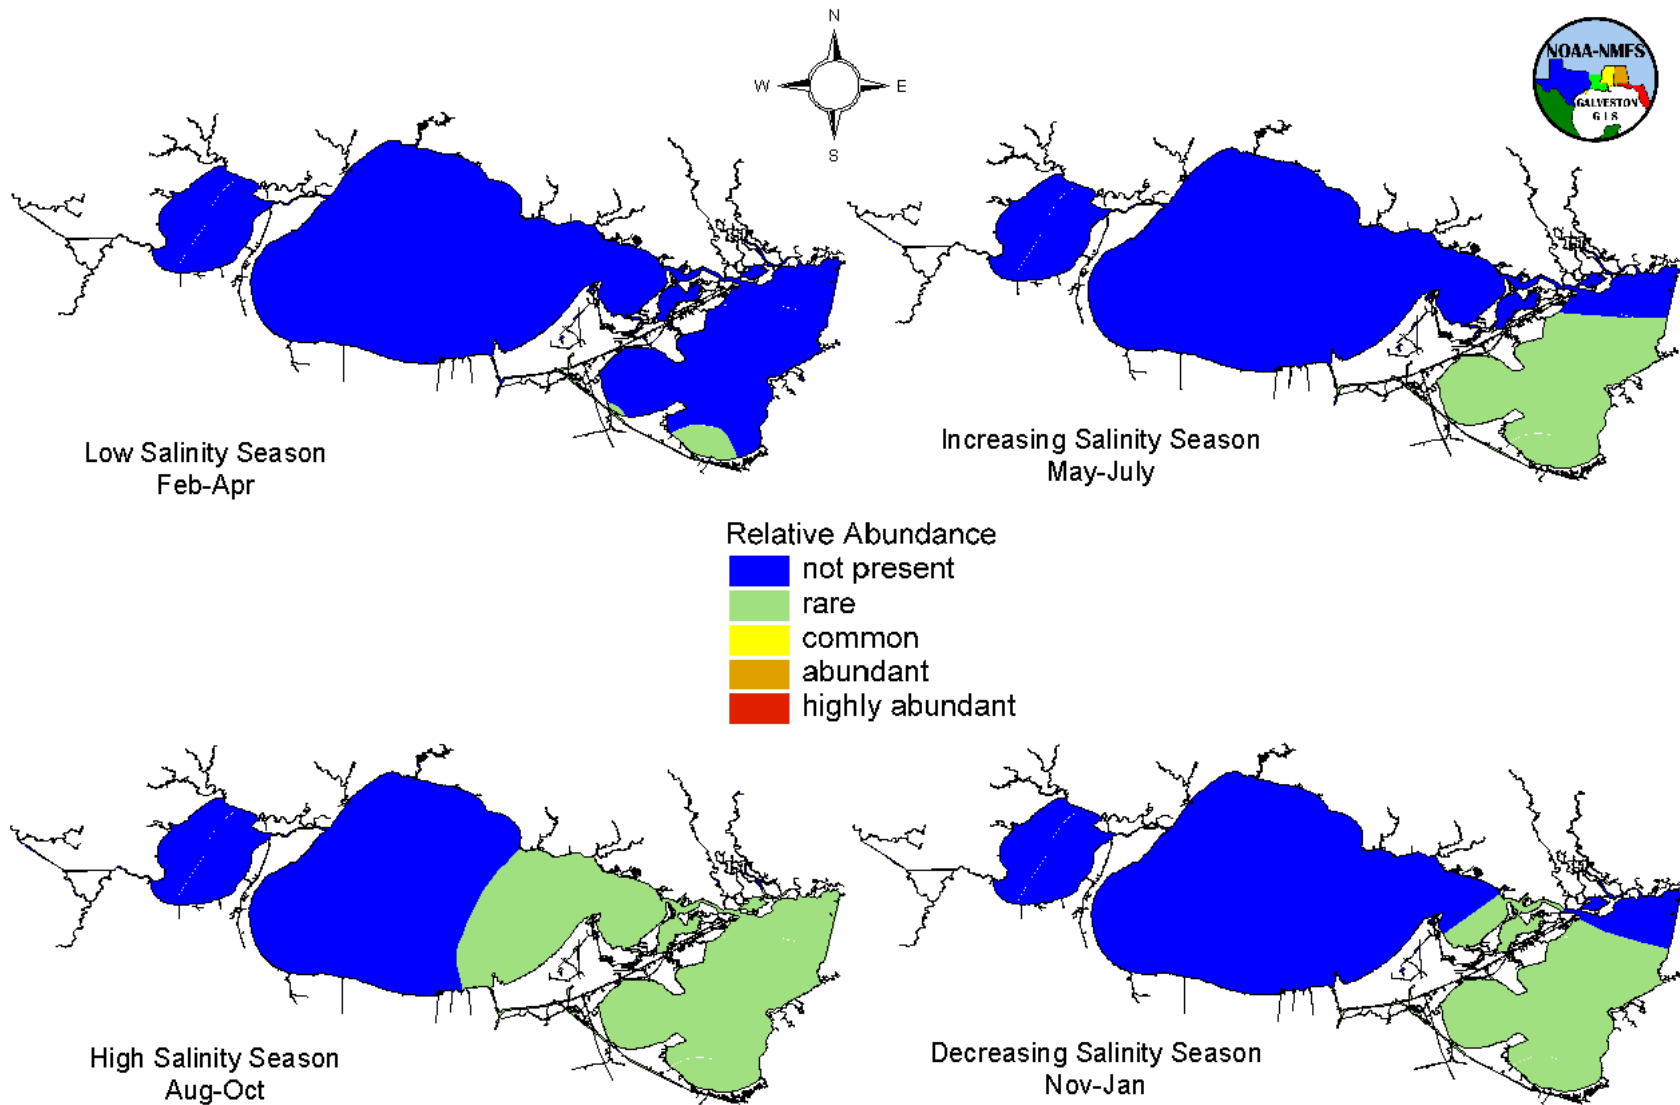 N
W E
S
NOAA-NMFS
GALVESTON
G I S
Low Salinity Season
Feb-Apr
Increasing Salinity Season
May-July
Relative Abundance
not present
rare
common
abundant
highly abundant
High Salinity Season
Aug-Oct
Decreasing Salinity Season
Nov-Jan